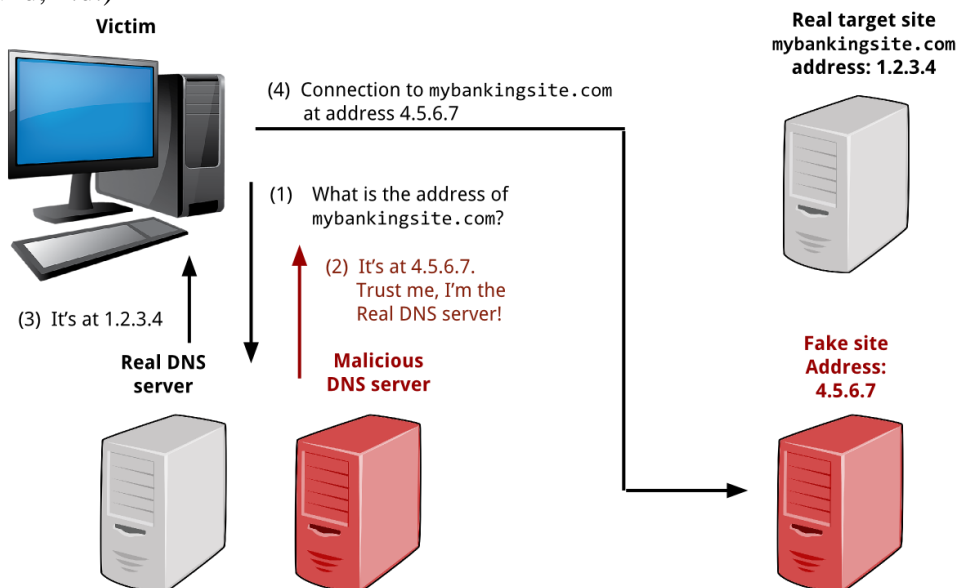 Victim
Real target site
mybankingsite.com
address: 1.2.3.4
(4) Connection to mybankingsite.com
at address 4.5.6.7
(1) What is the address of
mybankingsite.com?
(2) It's at 4.5.6.7.
Trust me, I'm the
Real DNS server!
(3) It's at 1.2.3.4
Real DNS
server
Malicious
DNS server
Fake site
Address:
4.5.6.7